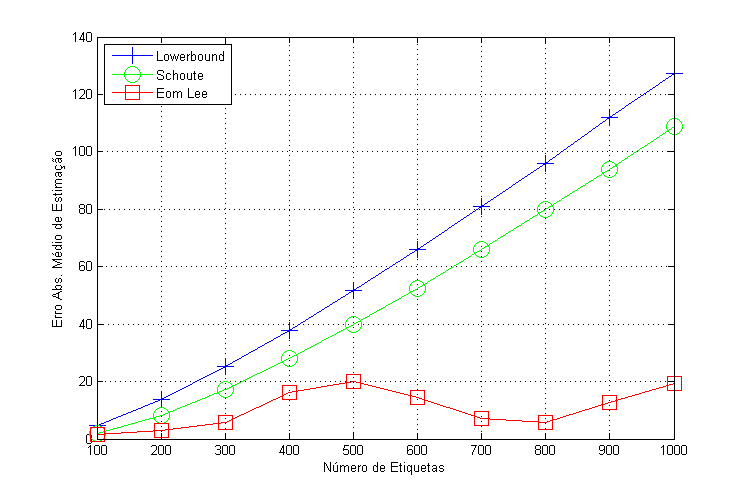 140
120
100
80
60
40
20
0
Erro Abs. Médio de Estimação
Lowerbound
Schoute
Eom Lee
100 200 300 400 500 600 700 800 900 1000
Número de Etiquetas